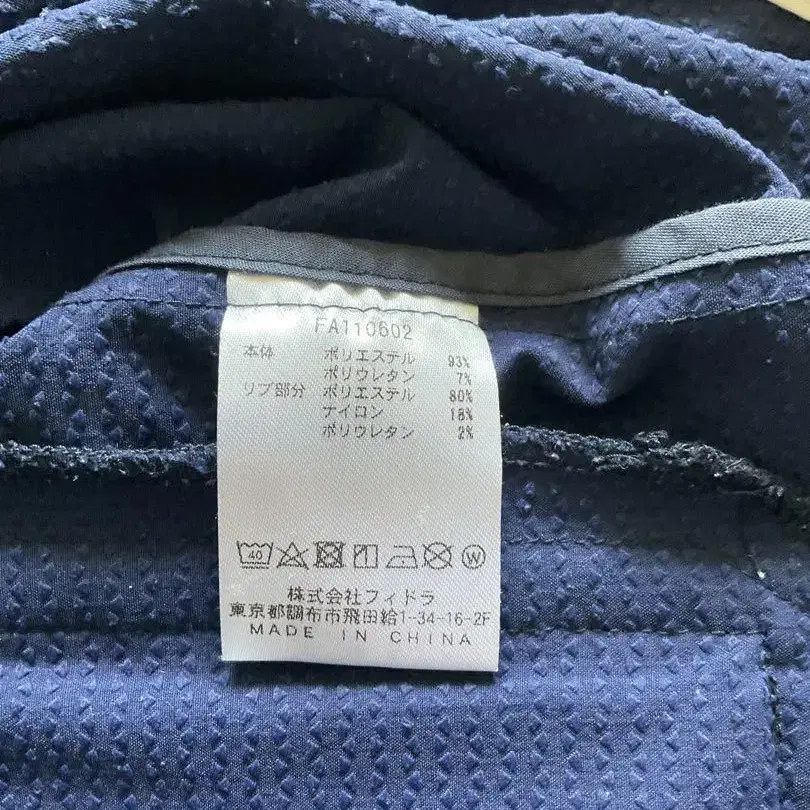 FA110602
本体 ポリエステル 93%
ポリウレタン 7%
リブ部分 ポリエステル 80%
ナイロン 18%
ポリウレタン 2%
40 W
株式会社フィドラ
東京都調布市飛田給1-34-16-2F
MADE IN CHINA